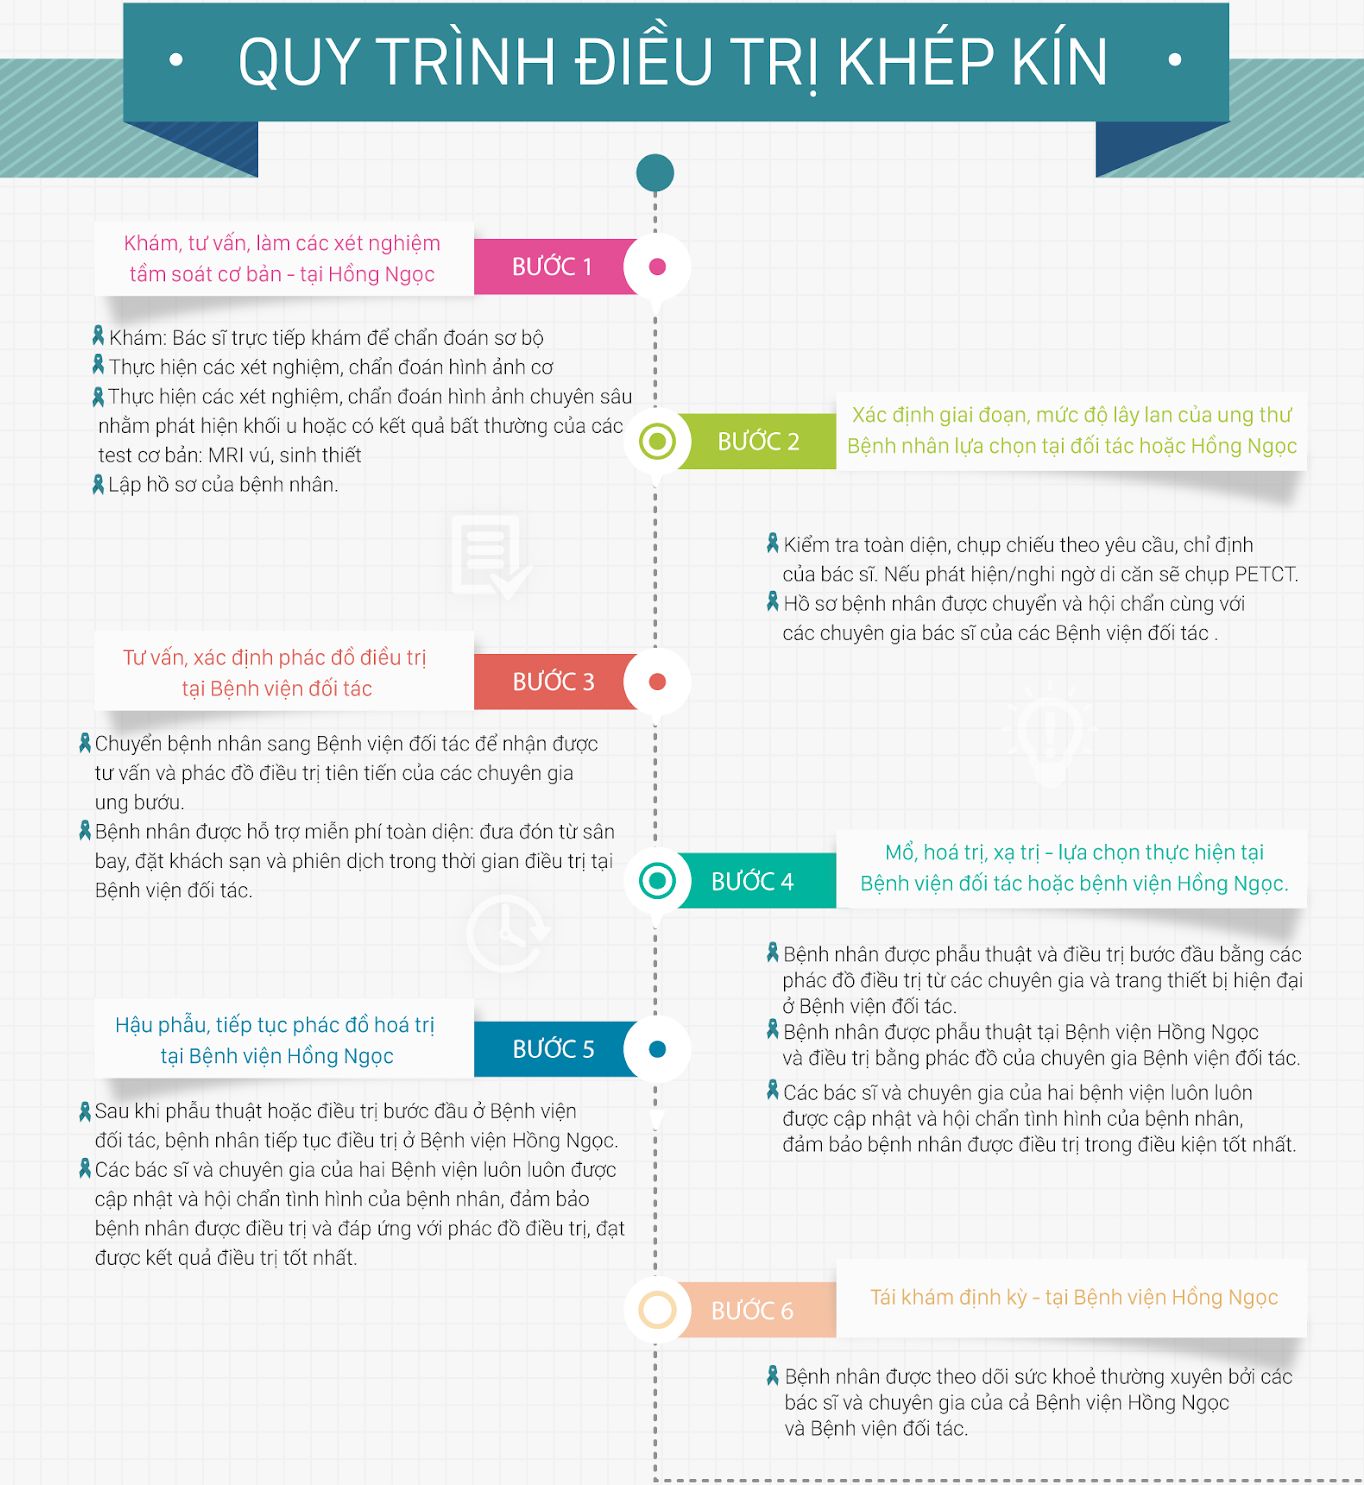 QUY TRÌNH ĐIỀU TRỊ KHÉP KÍN
Khám, tư vấn, làm các xét nghiệm
tầm soát cơ bản - tại Hồng Ngọc
BƯỚC 1
Khám: Bác sĩ trực tiếp khám để chẩn đoán sơ bộ
Thực hiện các xét nghiệm, chẩn đoán hình ảnh cơ
Thực hiện các xét nghiệm, chẩn đoán hình ảnh chuyên sâu
nhằm phát hiện khối u hoặc có kết quả bất thường của các
test cơ bản: MRI vú, sinh thiết
Lập hồ sơ của bệnh nhân.
BƯỚC 2
Xác định giai đoạn, mức độ lây lan của ung thư
Bệnh nhân lựa chọn tại đối tác hoặc Hồng Ngọc
Kiểm tra toàn diện, chụp chiếu theo yêu cầu, chỉ định
của bác sĩ. Nếu phát hiện/nghi ngờ di căn sẽ chụp PETCT.
Hồ sơ bệnh nhân được chuyển và hội chẩn cùng với
các chuyên gia bác sĩ của các Bệnh viện đối tác .
Tư vấn, xác định phác đồ điều trị
tại Bệnh viện đối tác
BƯỚC 3
Chuyển bệnh nhân sang Bệnh viện đối tác để nhận được
tư vấn và phác đồ điều trị tiên tiến của các chuyên gia
ung bướu.
Bệnh nhân được hỗ trợ miễn phí toàn diện: đưa đón từ sân
bay, đặt khách sạn và phiên dịch trong thời gian điều trị tại
Bệnh viện đối tác.
BƯỚC 4
Mổ, hoá trị, xạ trị - lựa chọn thực hiện tại
Bệnh viện đối tác hoặc bệnh viện Hồng Ngọc.
Bệnh nhân được phẫu thuật và điều trị bước đầu bằng các
phác đồ điều trị từ các chuyên gia và trang thiết bị hiện đại
ở Bệnh viện đối tác.
Bệnh nhân được phẫu thuật tại Bệnh viện Hồng Ngọc
và điều trị bằng phác đồ của chuyên gia Bệnh viện đối tác.
Các bác sĩ và chuyên gia của hai bệnh viện luôn luôn
được cập nhật và hội chẩn tình hình của bệnh nhân,
đảm bảo bệnh nhân được điều trị trong điều kiện tốt nhất.
Hậu phẫu, tiếp tục phác đồ hoá trị
tại Bệnh viện Hồng Ngọc
BƯỚC 5
Sau khi phẫu thuật hoặc điều trị bước đầu ở Bệnh viện
đối tác, bệnh nhân tiếp tục điều trị ở Bệnh viện Hồng Ngọc.
Các bác sĩ và chuyên gia của hai Bệnh viện luôn luôn được
cập nhật và hội chẩn tình hình của bệnh nhân, đảm bảo
bệnh nhân được điều trị và đáp ứng với phác đồ điều trị, đạt
được kết quả điều trị tốt nhất.
BƯỚC 6
Tái khám định kỳ - tại Bệnh viện Hồng Ngọc
Bệnh nhân được theo dõi sức khoẻ thường xuyên bởi các
bác sĩ và chuyên gia của cả Bệnh viện Hồng Ngọc
và Bệnh viện đối tác.